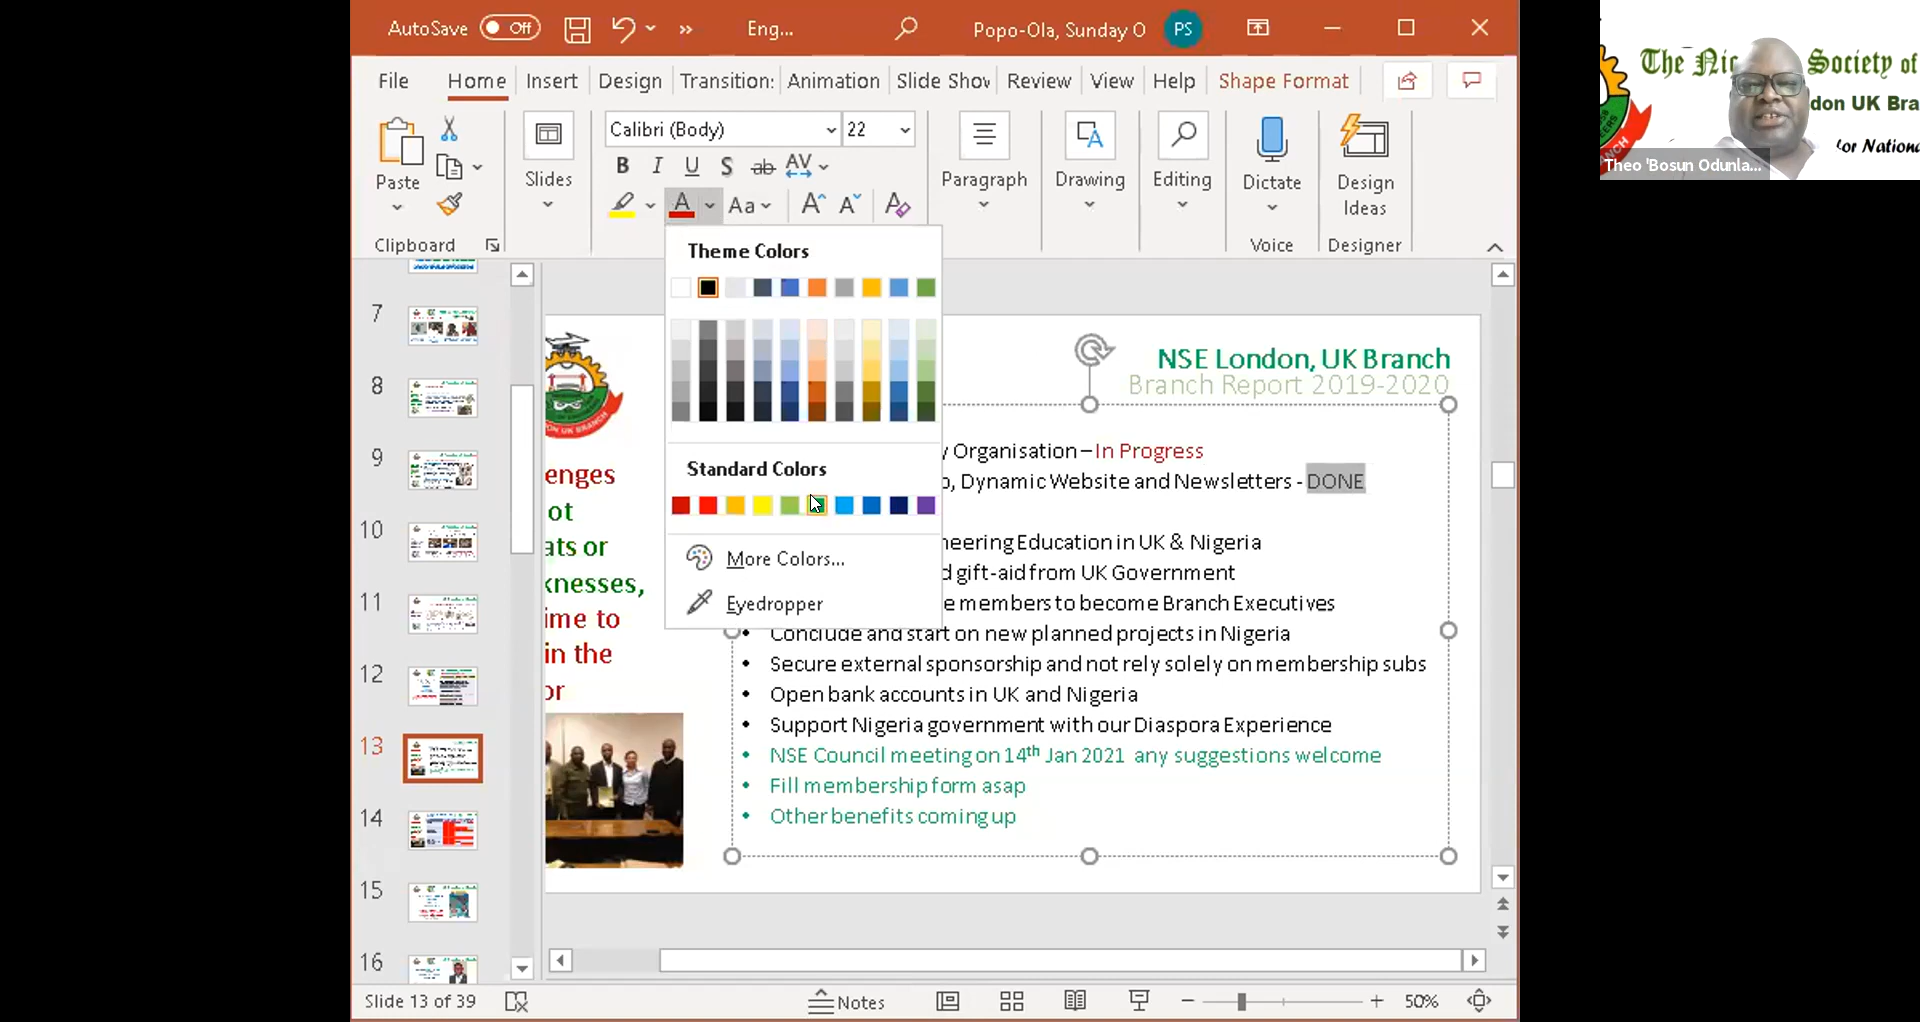 AutoSave Off
Eng...
Popo-Ola, Sunday O PS
File Home Insert Design Transition: Animation Slide Shov Review View Help Shape Format
Calibri (Body) 22
Paste
Slides
B I U S ab AV
A Aa A A A
Paragraph
Drawing
Editing
Dictate
Design
Ideas
Clipboard
Voice
Designer
Theme Colors
Standard Colors
More Colors...
Eyedropper
7
8
9
10
11
12
13
14
15
16
NSE London, UK Branch
Branch Report 2019-2020
enges
ot
ats or
knesses,
ime to
in the
or
Organisation – In Progress
, Dynamic Website and Newsletters - DONE
neering Education in UK & Nigeria
d gift-aid from UK Government
e members to become Branch Executives
• Conclude and start on new planned projects in Nigeria
• Secure external sponsorship and not rely solely on membership subs
• Open bank accounts in UK and Nigeria
• Support Nigeria government with our Diaspora Experience
• NSE Council meeting on 14th Jan 2021 any suggestions welcome
• Fill membership form asap
• Other benefits coming up
Slide 13 of 39
Notes
50%
The Nic Society of
don UK Bra
for Nationa
Theo 'Bosun Odunla...